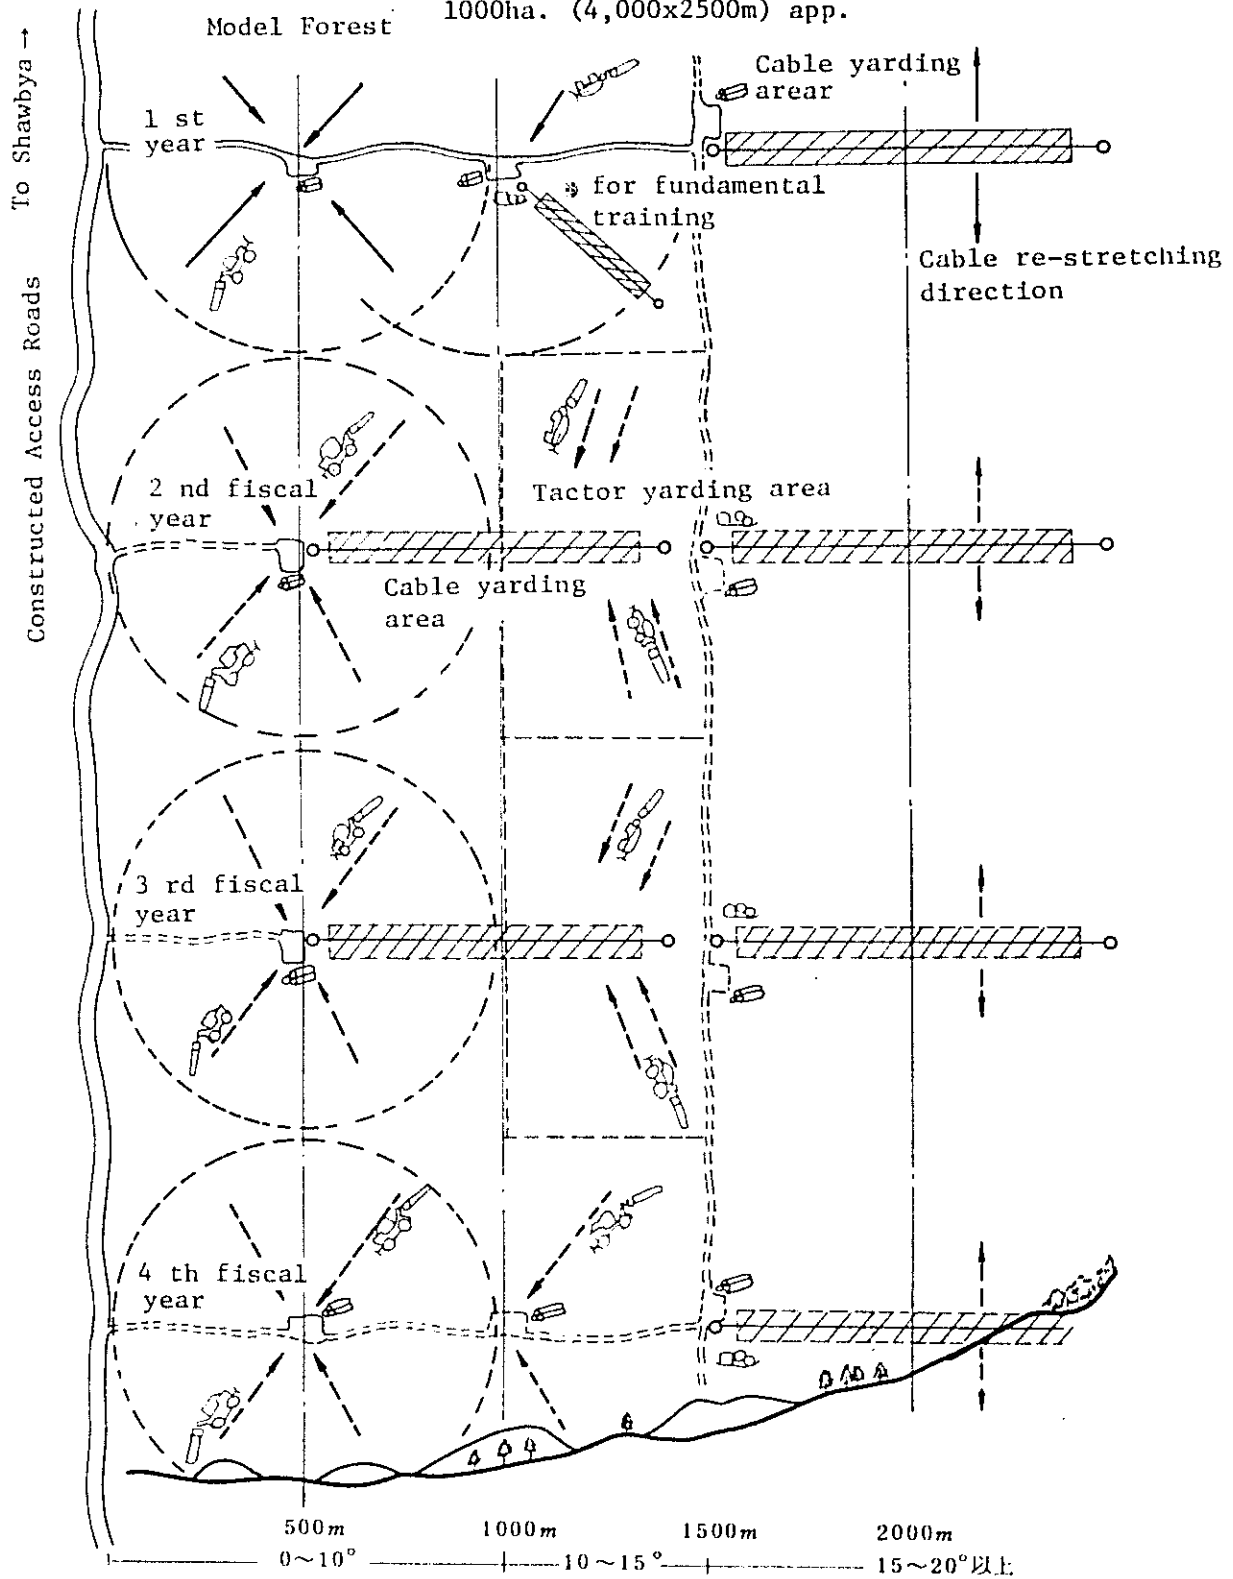 1000ha. (4,000x2500m) app.
Model Forest
To Shawbya →
Constructed Access Roads
Cable yarding
arear
1 st
year
for fundamental
training
Cable re-stretching
direction
2 nd fiscal
year
Tactor yarding area
Cable yarding
area
3 rd fiscal
year
4 th fiscal
year
500m
1000m
1500m
2000m
0～10°
10～15°
15～20°以上